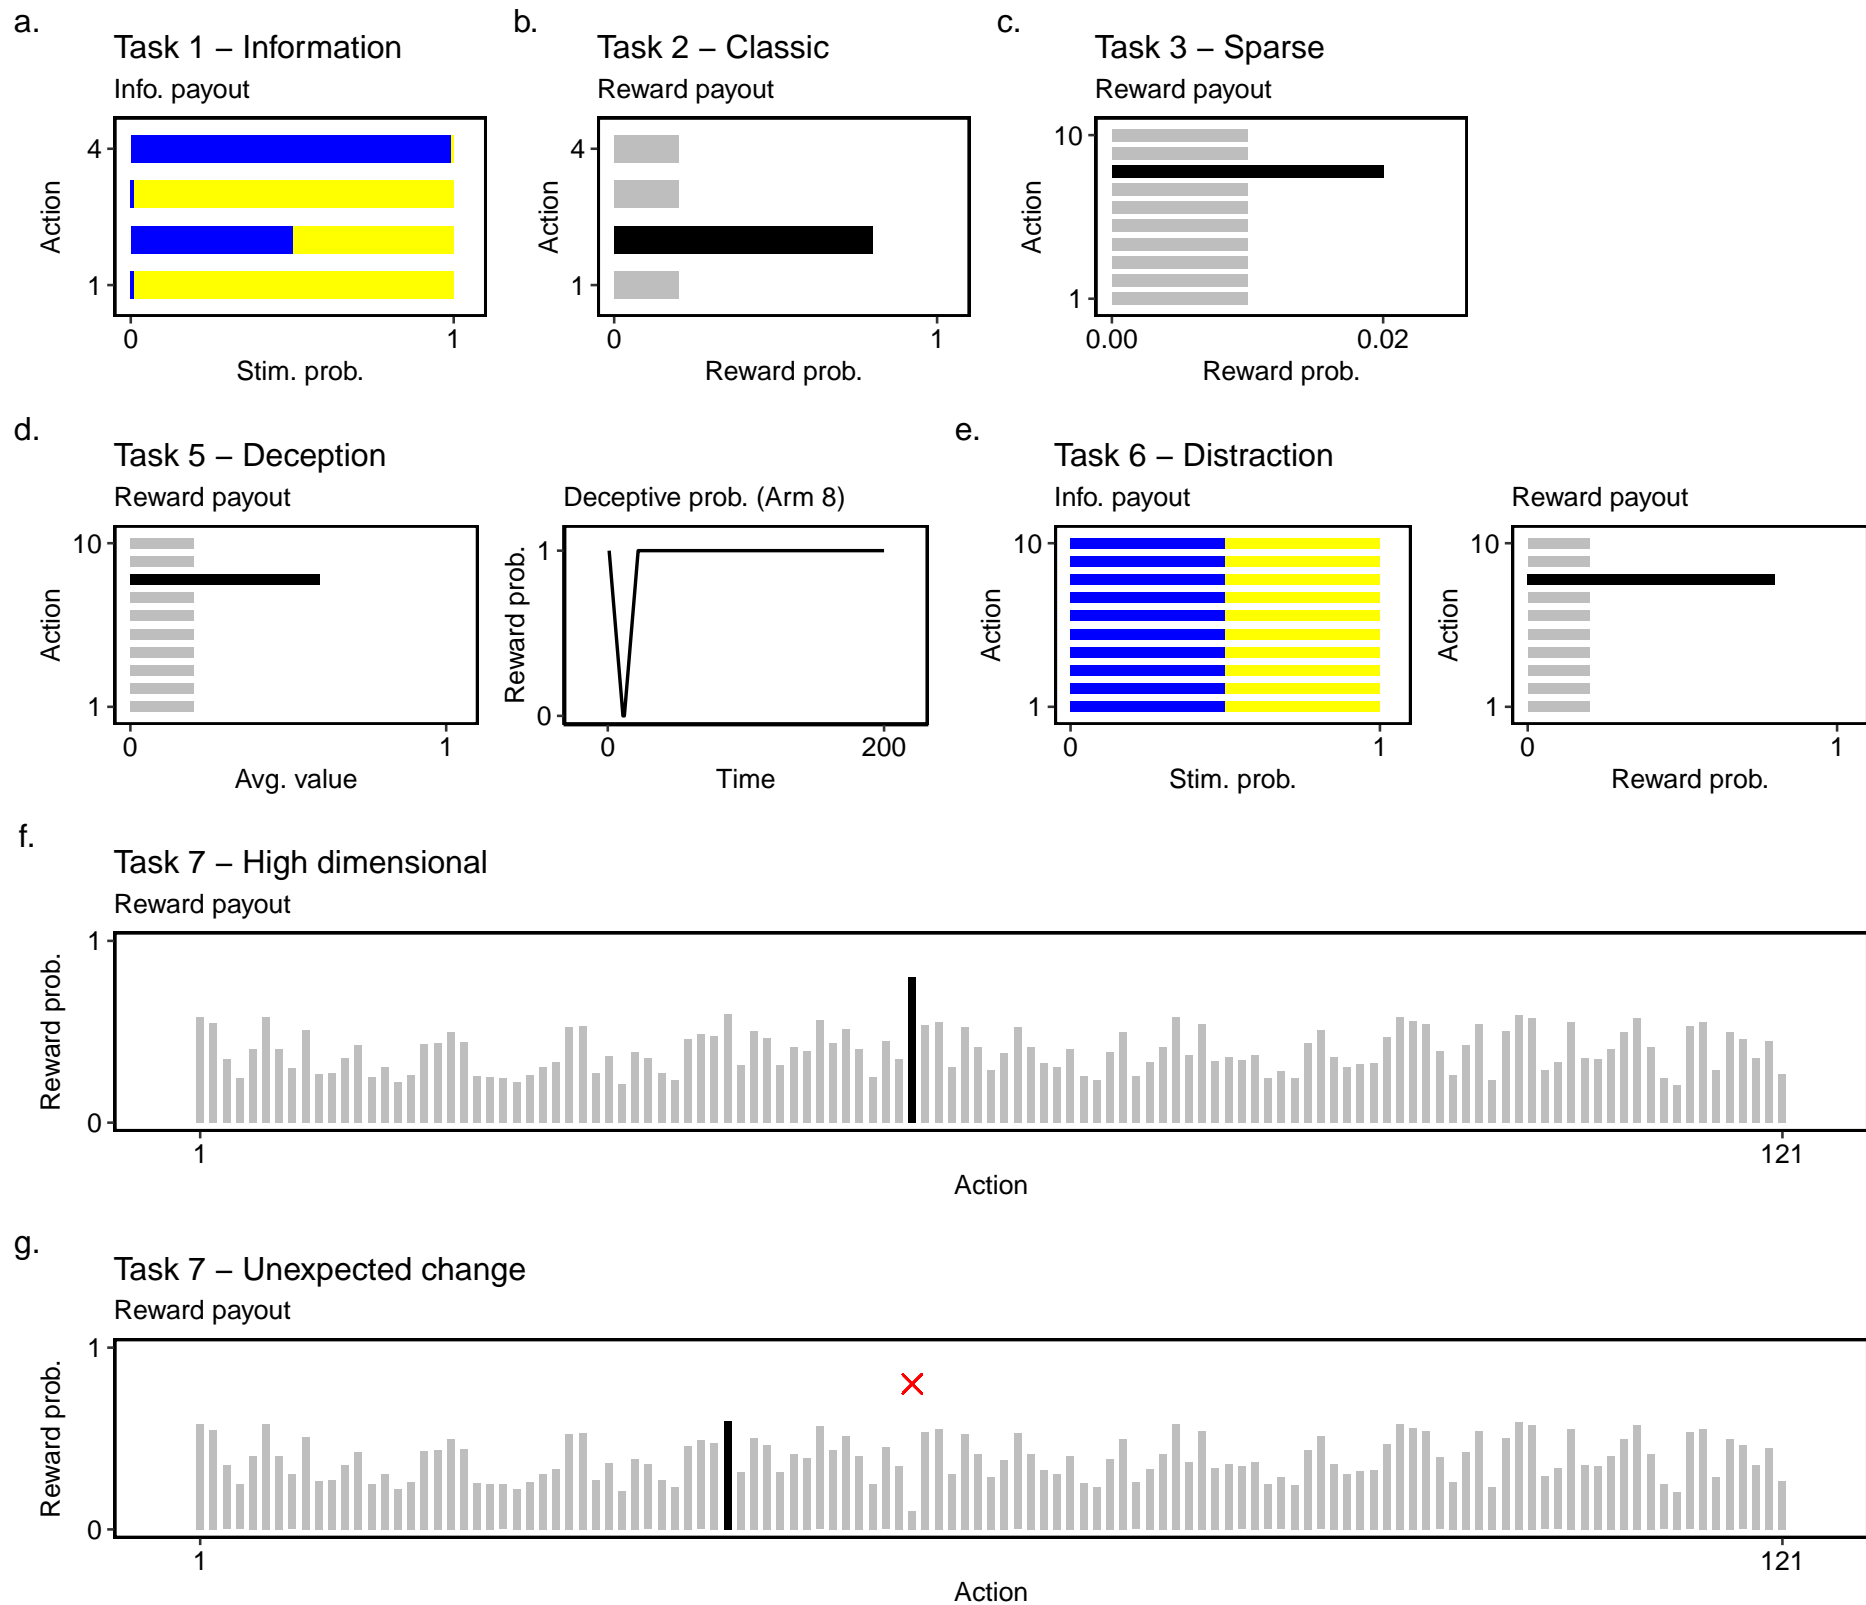 a.
Task 1 – Information
Info. payout
4
1
Action
0
1
Stim. prob.
b.
Task 2 – Classic
Reward payout
4
1
Action
0
1
Reward prob.
c.
Task 3 – Sparse
Reward payout
10
1
Action
0.00
0.02
Reward prob.
d.
Task 5 – Deception
Reward payout
10
1
Action
0
1
Avg. value
Deceptive prob. (Arm 8)
1
0
Reward prob.
0
200
Time
e.
Task 6 – Distraction
Info. payout
10
1
Action
0
1
Stim. prob.
Reward payout
10
1
Action
0
1
Reward prob.
f.
Task 7 – High dimensional
Reward payout
1
0
Reward prob.
1
121
Action
g.
Task 7 – Unexpected change
Reward payout
1
0
Reward prob.
1
121
Action